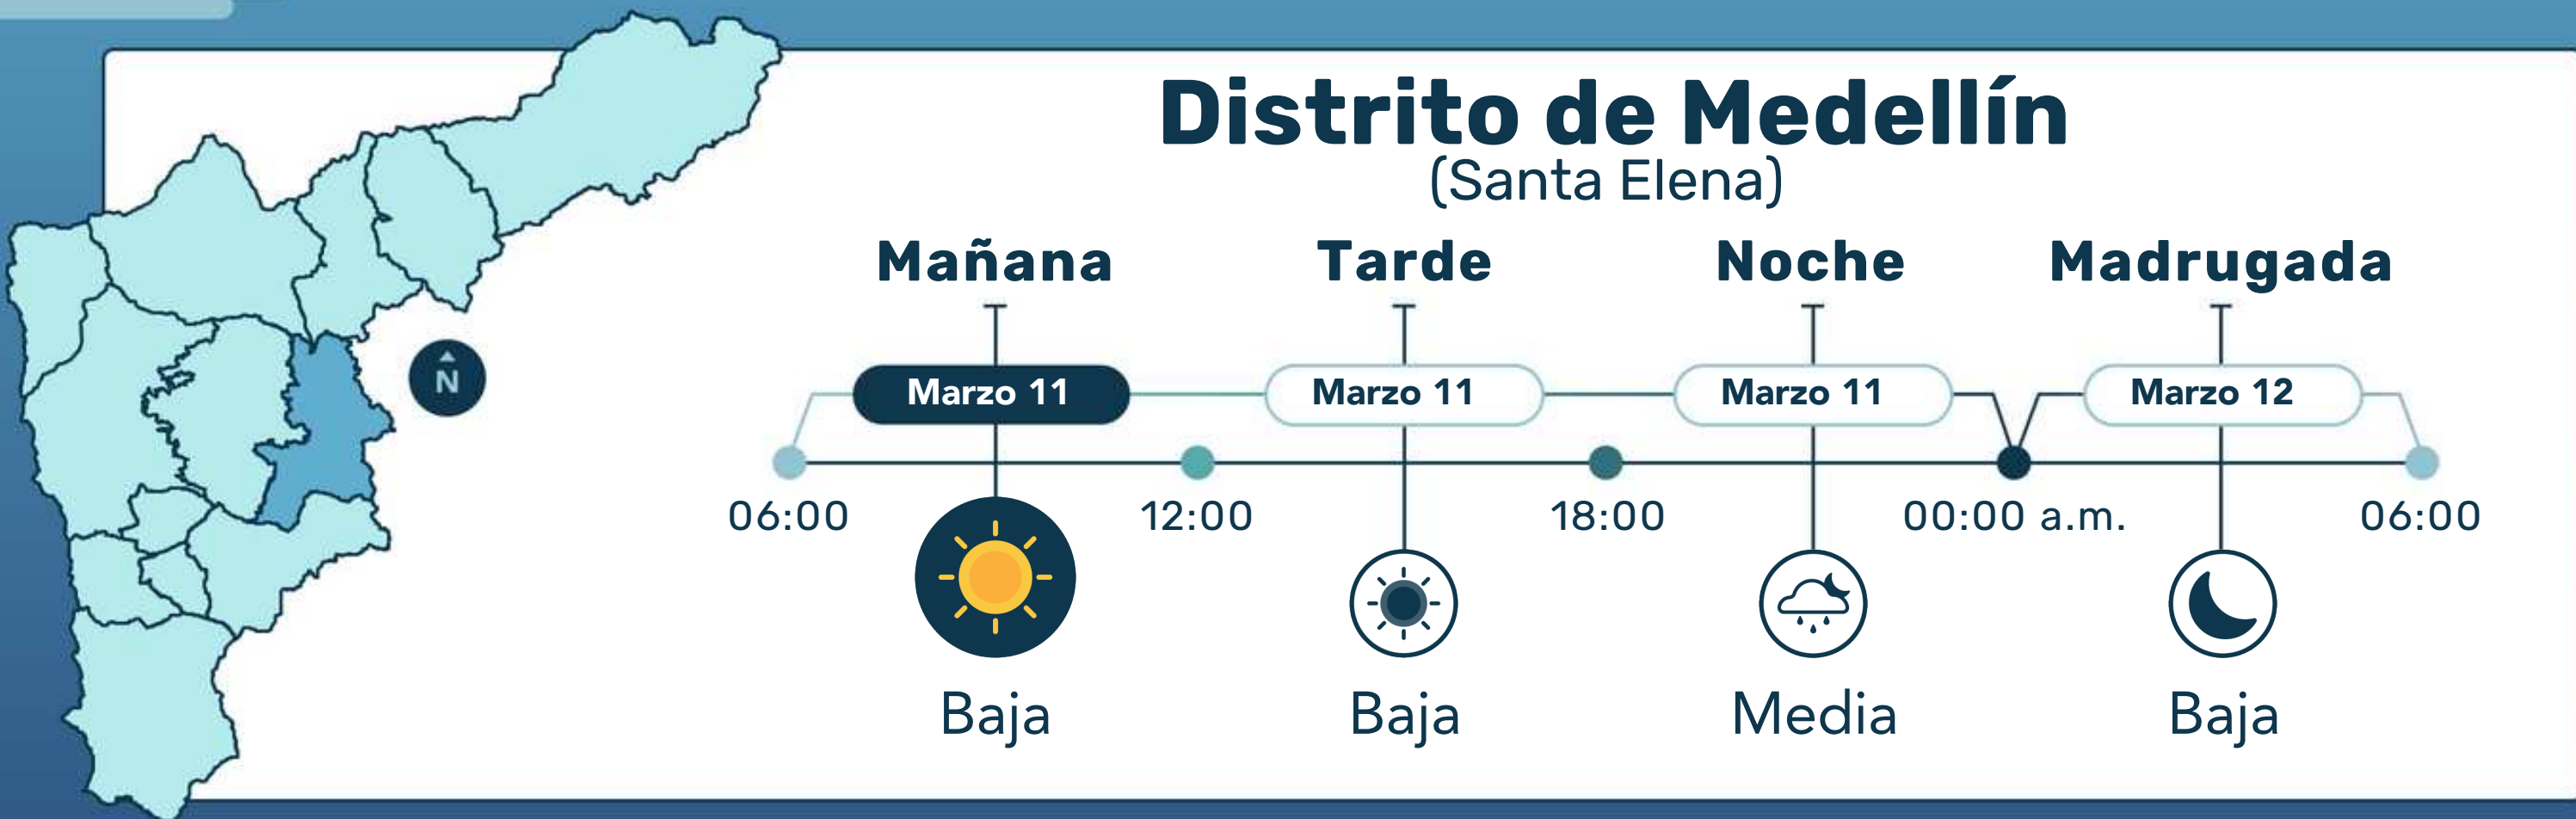 Distrito de Medellín
(Santa Elena)
Mañana Tarde Noche Madrugada
Marzo 11 Marzo 11 Marzo 11 Marzo 12
N
06:00 12:00 18:00 00:00 a.m. 06:00
Baja Baja Media Baja